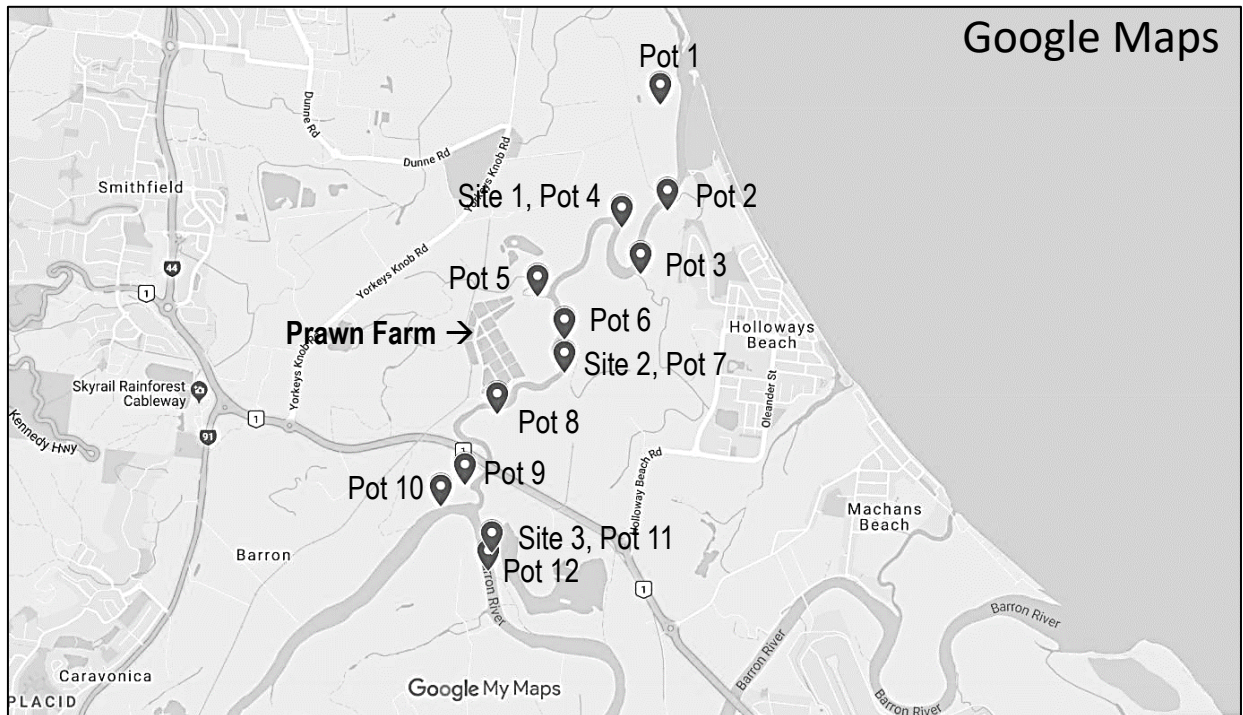 Google Maps
Pot 1
Dunne Rd
Dunne Rd
Yorkeys Knob Rd
Smithfield
Site 1, Pot 4
Pot 2
44
Yorkeys Knob Rd
Pot 3
Pot 5
1
Prawn Farm →
Pot 6
Holloways
Beach
Site 2, Pot 7
Yorkeys Knob Rd
Skyrail Rainforest
Cableway
Oleander St
Pot 8
1
Kennedy Hwy
91
1
Holloway Beach Rd
Pot 9
Pot 10
Machans
Beach
Site 3, Pot 11
Barron
Pot 12
Barron River
1
Barron River
Barron River
Caravonica
Google My Maps
PLACID
Barron River